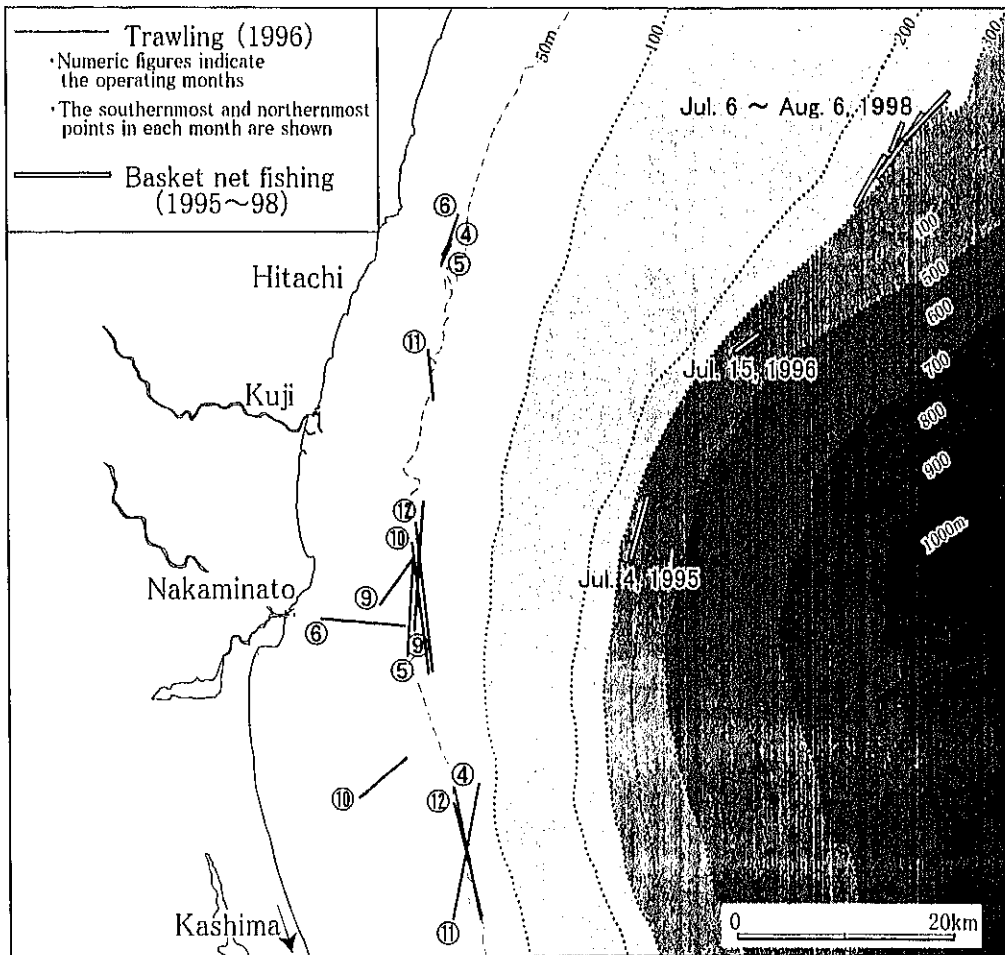 Trawling (1996)
・Numeric figures indicate
the operating months
・The southernmost and northernmost
points in each month are shown
Basket net fishing
(1995～98)
50m
100
200
300
Jul. 6 ～ Aug. 6, 1998
⑥
④
⑤
100
500
600
700
800
900
1000m
Hitachi
⑪
Jul. 15, 1996
Kuji
⑫
⑩
Jul. 4, 1995
Nakaminato
⑨
⑥
⑨
⑤
④
⑩
⑫
Kashima
⑪
0 20km